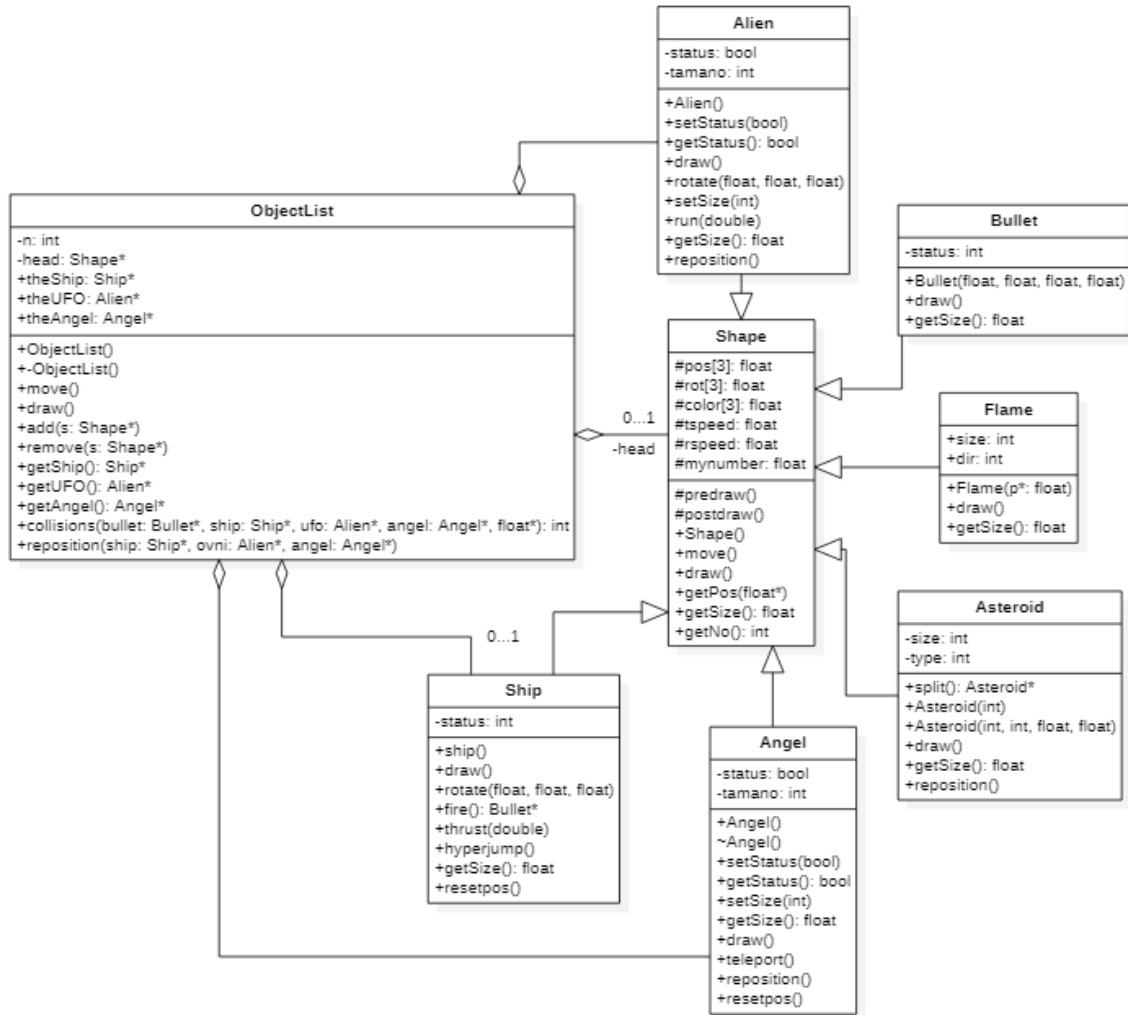 Alien
-status: bool
-tamano: int
+Alien()
+setStatus(bool)
+getStatus(): bool
+draw()
+rotate(float, float, float)
+setSize(int)
+run(double)
+getSize(): float
+reposition()
ObjectList
-n: int
-head: Shape*
+theShip: Ship*
+theUFO: Alien*
+theAngel: Angel*
+ObjectList()
+-ObjectList()
+move()
+draw()
+add(s: Shape*)
+remove(s: Shape*)
+getShip(): Ship*
+getUFO(): Alien*
+getAngel(): Angel*
+collisions(bullet: Bullet*, ship: Ship*, ufo: Alien*, angel: Angel*, float*): int
+reposition(ship: Ship*, ovni: Alien*, angel: Angel*)
0...1
-head
Shape
#pos[3]: float
#rot[3]: float
#color[3]: float
#tspeed: float
#rspeed: float
#mynumber: float
#predraw()
#postdraw()
+Shape()
+move()
+draw()
+getPos(float*)
+getSize(): float
+getNo(): int
Bullet
-status: int
+Bullet(float, float, float, float)
+draw()
+getSize(): float
Flame
+size: int
+dir: int
+Flame(p*: float)
+draw()
+getSize(): float
Asteroid
-size: int
-type: int
+split(): Asteroid*
+Asteroid(int)
+Asteroid(int, int, float, float)
+draw()
+getSize(): float
+reposition()
0...1
Ship
-status: int
+ship()
+draw()
+rotate(float, float, float)
+fire(): Bullet*
+thrust(double)
+hyperjump()
+getSize(): float
+resetpos()
Angel
-status: bool
-tamano: int
+Angel()
~Angel()
+setStatus(bool)
+getStatus(): bool
+setSize(int)
+getSize(): float
+draw()
+teleport()
+reposition()
+resetpos()